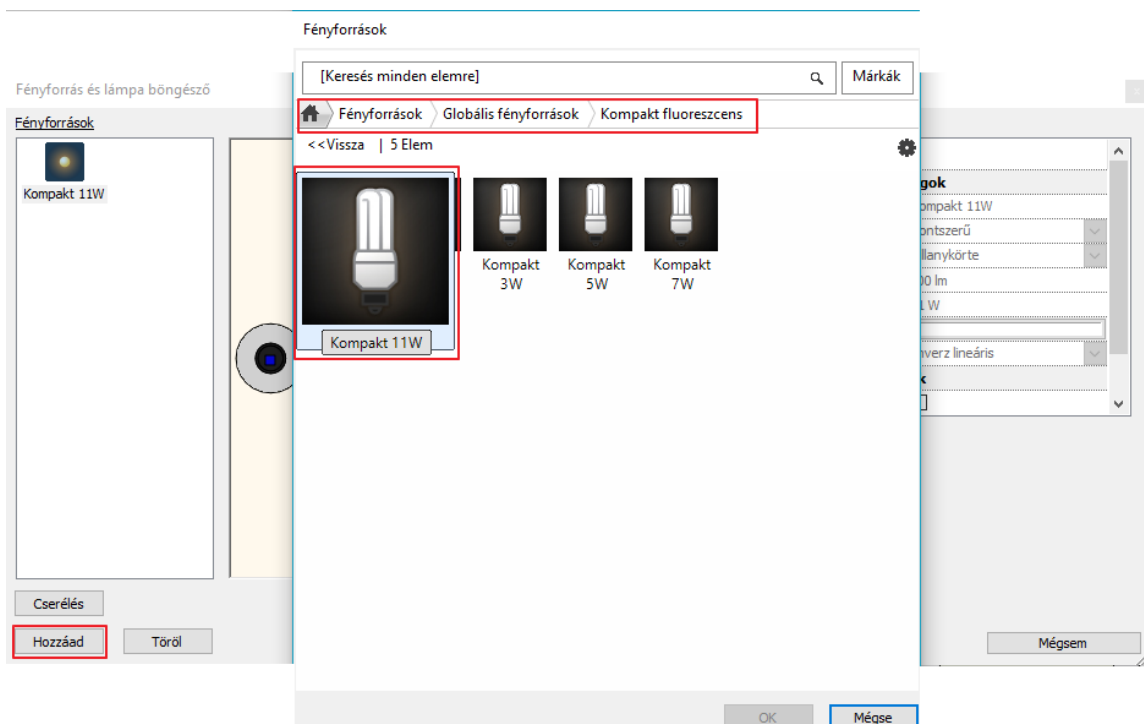 Fényforrások
[Keresés minden elemre]
Márkák
Fényforrás és lámpa böngésző
Fényforrások
Fényforrások Globális fényforrások Kompakt fluoreszcens
<<Vissza | 5 Elem
Kompakt 11W
Kompakt 11W
Kompakt
3W
Kompakt
5W
Kompakt
7W
gok
ompakt 11W
ontszerű
llanykörte
00 lm
1 W
nverz lineáris
k
Cserélés
Hozzáad
Töröl
Mégsem
OK
Mégse